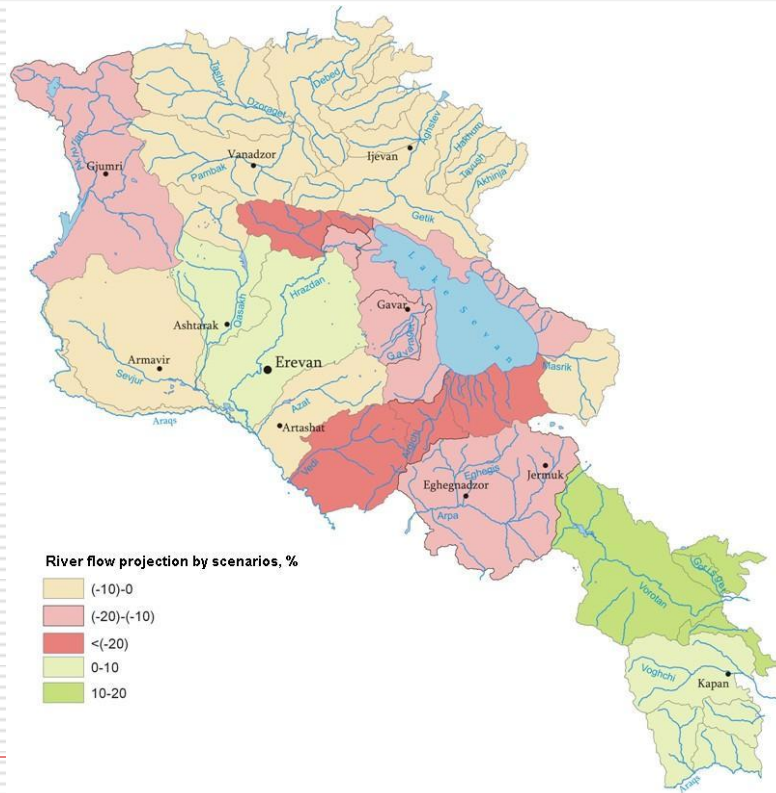 Tashir
Debed
Dzoraget
Aghstev
Hakhum
Tavush
Akhinja
Vanadzor
Ijevan
Pambak
Gjumri
Getik
Lake Sevan
Hrazdan
Qasakh
Gavar
Ashtarak
Erevan
Armavir
Sevjur
Masrik
Azat
Araqs
Artashat
Vedi
Argichi
Eghegis
Jermuk
Eghegnadzor
Arpa
Vorotan
Voghchi
Kapan
Araqs
River flow projection by scenarios, %
(-10)-0
(-20)-(-10)
<(-20)
0-10
10-20